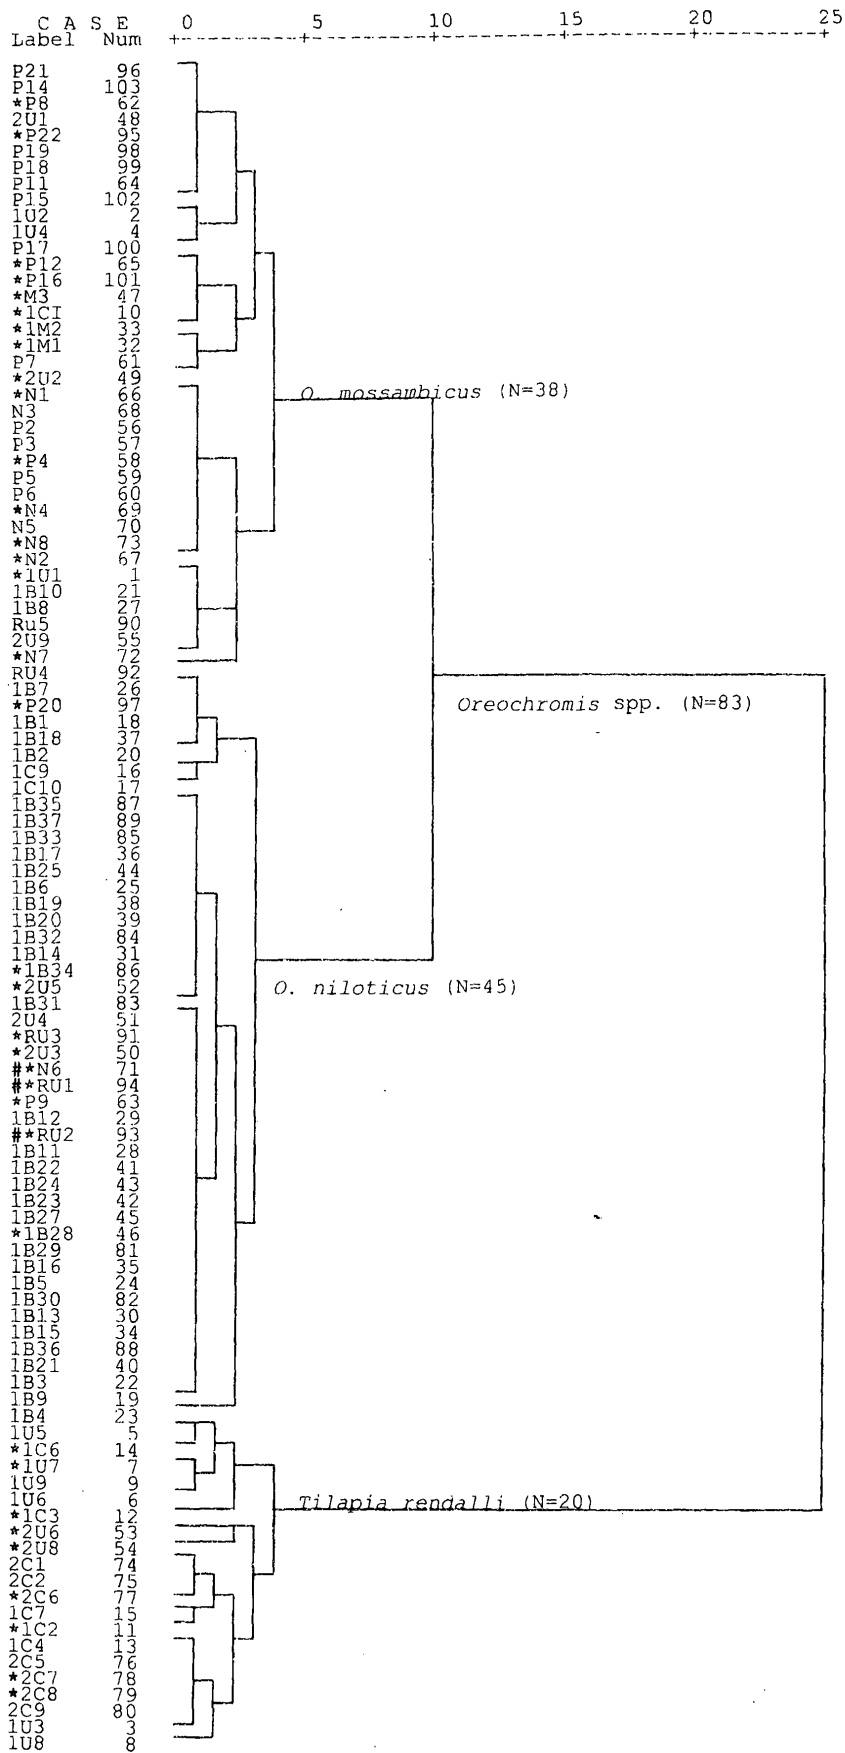 C A S E 0 5 10 15 20 25
Label Num +---------+---------+---------+---------+---------+
P21 96
P14 103
*P8 62
2U1 48
*P22 95
P19 98
P18 99
P11 64
P15 102
1U2 2
1U4 4
P17 100
*P12 65
*P16 101
*M3 47
*1CI 10
*1M2 33
*1M1 32
P7 61
*2U2 49
O. mossambicus (N=38)
*N1 66
N3 68
P2 56
P3 57
*P4 58
P5 59
P6 60
*N4 69
N5 70
*N8 73
*N2 67
*1U1 1
1B10 21
1B8 27
Ru5 90
2U9 55
*N7 72
RU4 92
1B7 26
*P20 97
Oreochromis spp. (N=83)
1B1 18
1B18 37
1B2 20
1C9 16
1C10 17
1B35 87
1B37 89
1B33 85
1B17 36
1B25 44
1B6 25
1B19 38
1B20 39
1B32 84
1B14 31
*1B34 86
*2U5 52
O. niloticus (N=45)
1B31 83
2U4 51
*RU3 91
*2U3 50
#*N6 71
#*RU1 94
*P9 63
1B12 29
#*RU2 93
1B11 28
1B22 41
1B24 43
1B23 42
1B27 45
*1B28 46
1B29 81
1B16 35
1B5 24
1B30 82
1B13 30
1B15 34
1B36 88
1B21 40
1B3 22
1B9 19
1B4 23
1U5 5
*1C6 14
*1U7 7
1U9 9
1U6 6
Tilapia rendalli (N=20)
*1C3 12
*2U6 53
*2U8 54
2C1 74
2C2 75
*2C6 77
1C7 15
*1C2 11
1C4 13
2C5 76
*2C7 78
*2C8 79
2C9 80
1U3 3
1U8 8